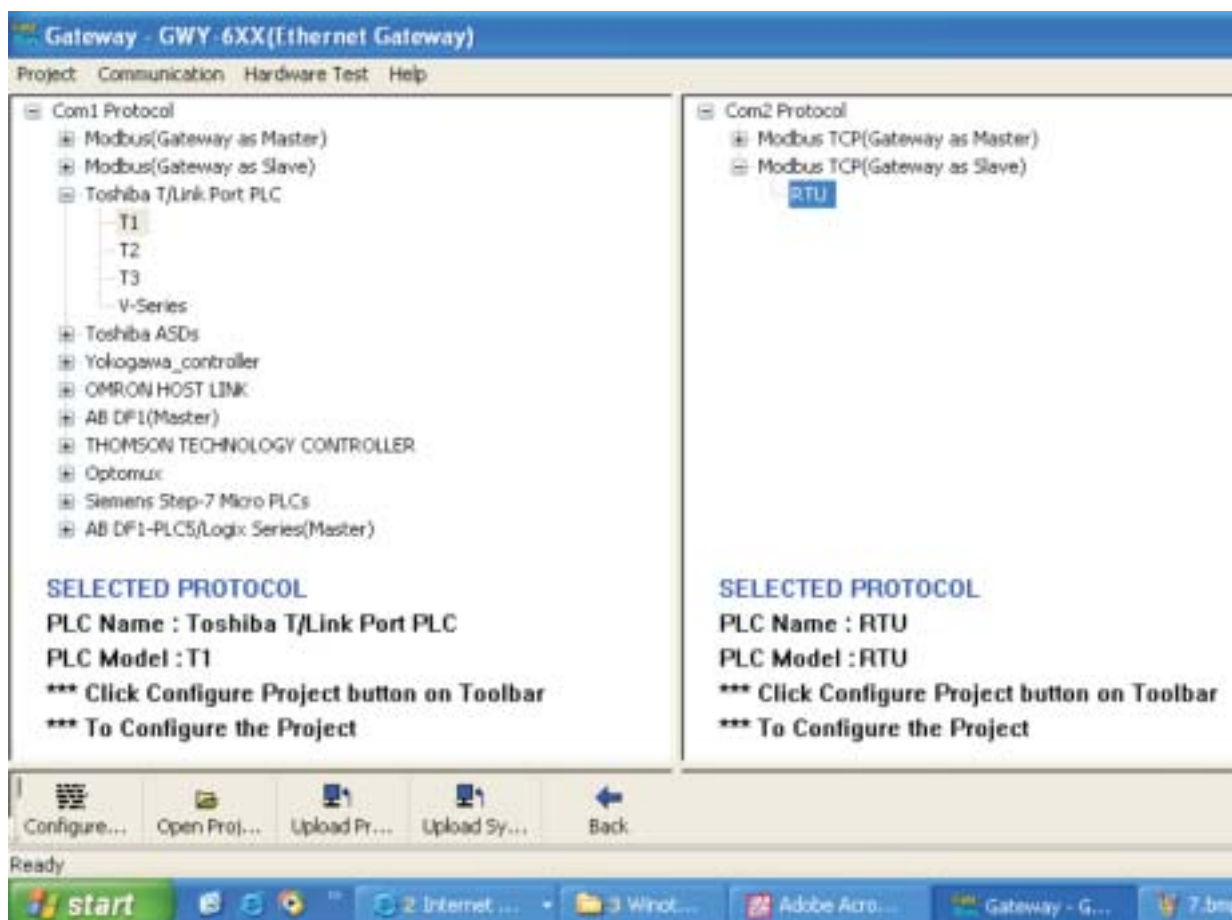 Gateway - GWY-6XX(Ethernet Gateway)
Project Communication Hardware Test Help
Com1 Protocol
Modbus(Gateway as Master)
Modbus(Gateway as Slave)
Toshiba T/Link Port PLC
T1
T2
T3
V-Series
Toshiba ASDs
Yokogawa_controller
OMRON HOST LINK
AB DF1(Master)
THOMSON TECHNOLOGY CONTROLLER
Optomux
Siemens Step-7 Micro PLCs
AB DF1-PLC5/Logix Series(Master)
SELECTED PROTOCOL
PLC Name : Toshiba T/Link Port PLC
PLC Model :T1
*** Click Configure Project button on Toolbar
*** To Configure the Project
Com2 Protocol
Modbus TCP(Gateway as Master)
Modbus TCP(Gateway as Slave)
RTU
SELECTED PROTOCOL
PLC Name : RTU
PLC Model :RTU
*** Click Configure Project button on Toolbar
*** To Configure the Project
Configure... Open Proj... Upload Pr... Upload Sy... Back
Ready
start 2 Internet ... 3 Winot... Adobe Acro... Gateway - G...